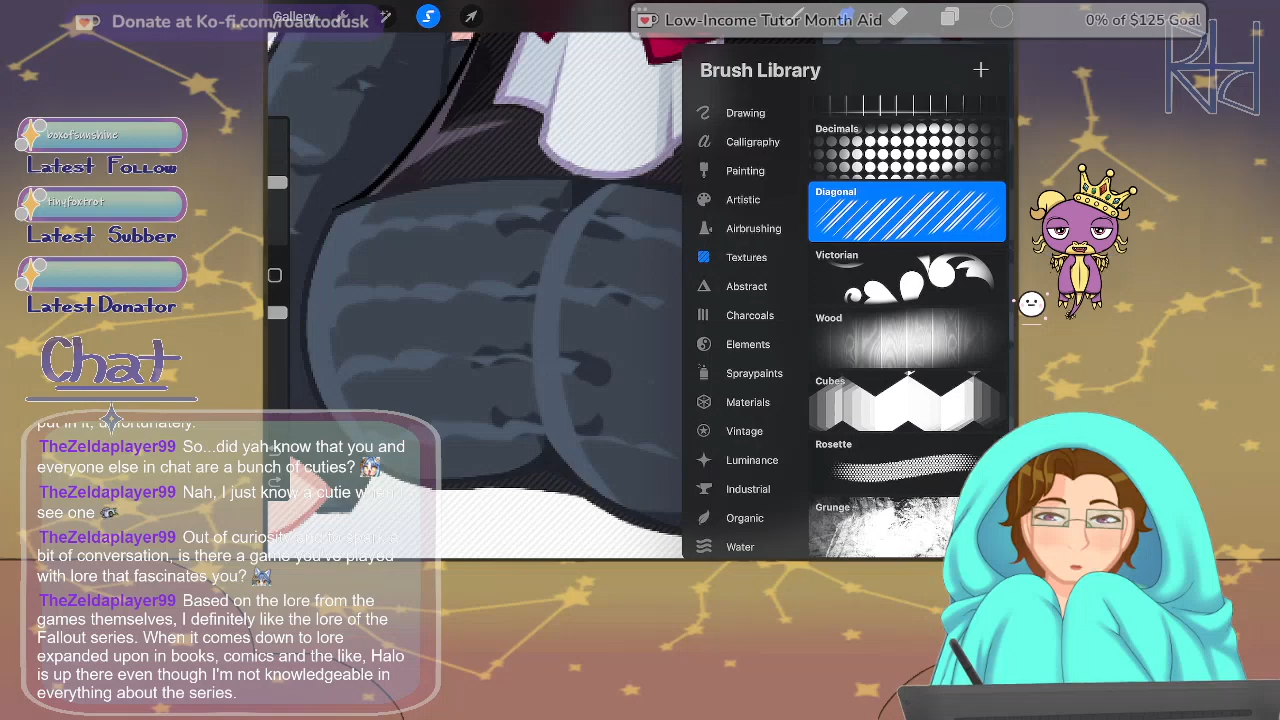 Donate at Ko-fi.com/roadtodusk
Gallery
Low-Income Tutor Month Aid
0% of $125 Goal
boxofsunshine
Latest Follow
tinyfoxtrot
Latest Subber
Latest Donator
Chat
put in it, unfortunately.
TheZeldaplayer99 So...did yah know that you and
everyone else in chat are a bunch of cuties?
TheZeldaplayer99 Nah, I just know a cutie when I
see one
TheZeldaplayer99 Out of curiosity
bit of conversation, is there a game you've played
with lore that fascinates you?
TheZeldaplayer99 Based on the lore from the
games themselves, I definitely like the lore of the
Fallout series. When it comes down to lore
expanded upon in books, comics and the like, Halo
is up there even though I'm not knowledgeable in
everything about the series.
Brush Library
Drawing
Calligraphy
Painting
Artistic
Airbrushing
Textures
Abstract
Charcoals
Elements
Spraypaints
Materials
Vintage
Luminance
Industrial
Organic
Water
Decimals
Diagonal
Victorian
Wood
Cubes
Rosette
Grunge